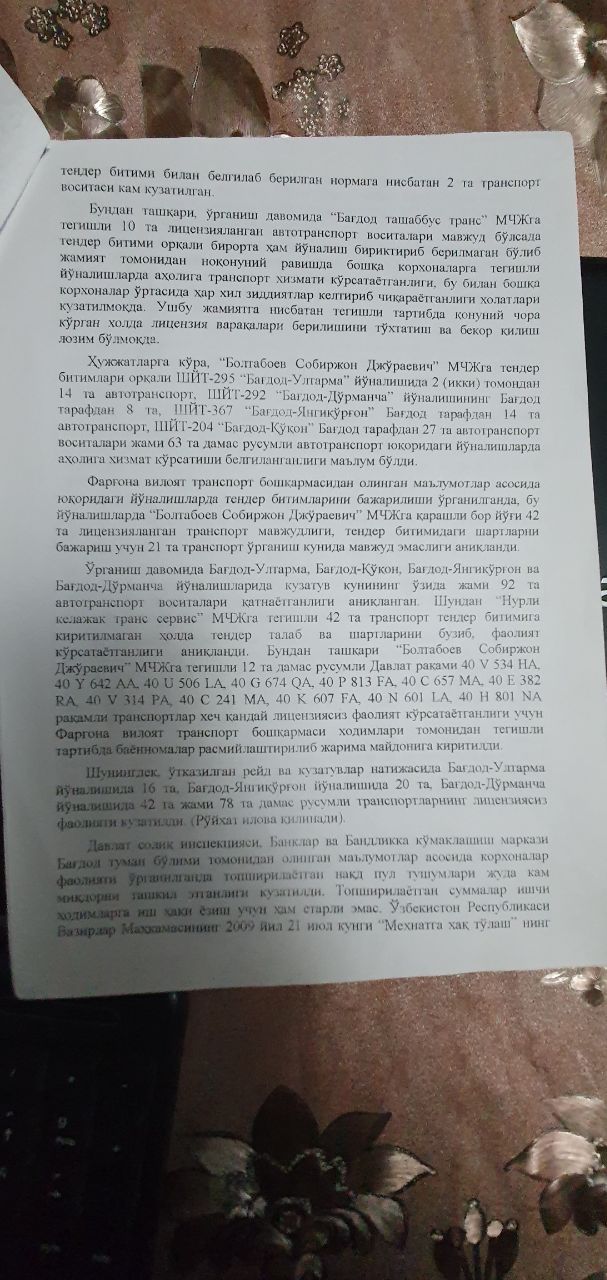 тендер битими билан белгилаб берилган нормага нисбатан 2 та транспорт
воситаси кам кузатилган.
Бундан ташқари, ўрганиш давомида “Бағдод ташаббус транс” МЧЖга
тегишли 10 та лицензияланган автотранспорт воситалари мавжуд бўлсада
тендер битими орқали бирорта ҳам йўналиш бириктириб берилмаган бўлиб
жамият томонидан ноқонуний равишда бошқа корхоналарга тегишли
йўналишларда аҳолига транспорт хизмати кўрсатаётганлиги, бу билан бошқа
корхоналар ўртасида ҳар хил зиддиятлар келтириб чиқараётганлиги холатлари
кузатилмоқда. Ушбу жамиятга нисбатан тегишли тартибда қонуний чора
кўрган холда лицензия варақалари берилишини тўхтатиш ва бекор қилиш
лозим бўлмоқда.
Ҳужжатларга кўра, “Болтабоев Собиржон Джўраевич” МЧЖга тендер
битимлари орқали ШЙТ-295 “Бағдод-Ултарма” йўналишида 2 (икки) томондан
14 та автотранспорт, ШЙТ-292 “Бағдод-Дўрманча” йўналишининг Бағдод
тарафдан 8 та, ШЙТ-367 “Бағдод-Янгиқўрғон” Бағдод тарафдан 14 та
автотранспорт, ШЙТ-204 “Бағдод-Қўқон” Бағдод тарафдан 27 та автотранспорт
воситалари жами 63 та дамас русумли автотранспорт юқоридаги йўналишларда
аҳолига хизмат кўрсатиши белгиланганлиги маълум бўлди.
Фарғона вилоят транспорт бошқармасидан олинган маълумотлар асосида
юқоридаги йўналишларда тендер битимларини бажарилиши ўрганилганда, бу
йўналишларда “Болтабоев Собиржон Джўраевич” МЧЖга қарашли бор йўғи 42
та лицензияланган транспорт мавжудлиги, тендер битимидаги шартларни
бажариш учун 21 та транспорт ўрганиш кунида мавжуд эмаслиги аниқланди.
Ўрганиш давомида Бағдод-Ултарма, Бағдод-Қўкон, Бағдод-Янгиқўрғон ва
Бағдод-Дўрманча йўналишларида кузатув кунининг ўзида жами 92 та
автотранспорт воситалари қатнаётганлиги аниқланган. Шундан “Нурли
келажак транс сервис” МЧЖга тегишли 42 та транспорт тендер битимига
киритилмаган ҳолда тендер талаб ва шартларини бузиб, фаолият
кўрсатаётганлиги аниқланди. Бундан ташкари “Болтабоев Собиржон
Джўраевич” МЧЖга тегишли 12 та дамас русумли Давлат раками 40 V 534 HA,
40 Y 642 AA, 40 U 506 LA, 40 G 674 QA, 40 P 813 FA, 40 C 657 MA, 40 E 382
RA, 40 V 314 PA, 40 C 241 MA, 40 K 607 FA, 40 N 601 LA, 40 H 801 NA
рақамли транспортлар хеч қандай лицензиясиз фаолият кўрсатаётганлиги учун
Фарғона вилоят транспорт бошқармаси ходимлари томонидан тегишли
тартибда баённомалар расмийлаштирилиб жарима майдонига киритилди.
Шунингдек, ўтказилган рейд ва кузатувлар натижасида Бағдод-Ултарма
йўналишида 16 та, Бағдод-Янгиқўрғон йўналишида 20 та, Бағдод-Дўрманча
йўналишида 42 та жами 78 та дамас русумли транспортларнинг лицензиясиз
фаолияти кузатилди. (Рўйхат илова қилинади).
Давлат солиқ инспекцияси, Банклар ва Бандликка кўмаклашиш маркази
Бағдод туман бўлими томонидан олинган маълумотлар асосида корхоналар
фаолияти ўрганилганда топширилаётган нақд пул тушумлари жуда кам
миқдорни ташкил этганлиги кузатилди. Топширилаётган суммалар ишчи
ходимларга иш ҳақи ёзиш учун ҳам етарли эмас. Ўзбекистон Республикаси
Вазирлар Маҳкамасининг 2009 йил 21 июл кунги “Мехнатга хақ тўлаш” нинг